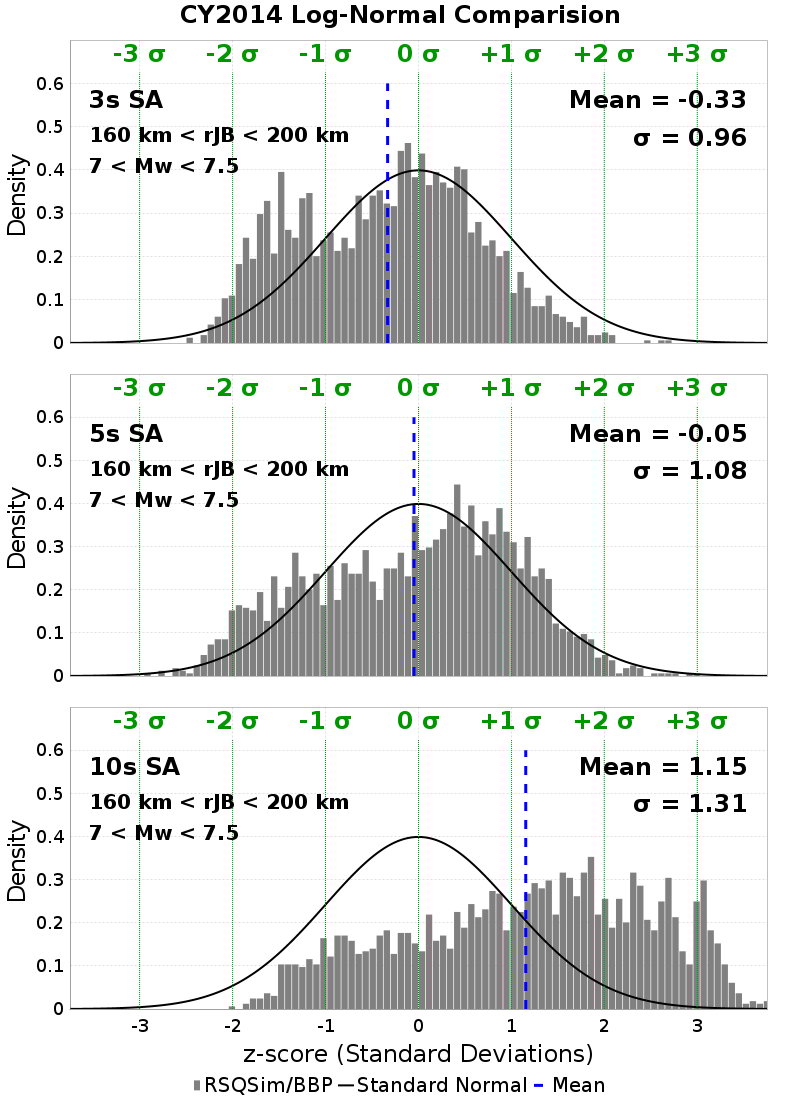 CY2014 Log-Normal Comparision
-3 σ -2 σ -1 σ 0 σ +1 σ +2 σ +3 σ
3s SA
160 km < rJB < 200 km
7 < Mw < 7.5
Mean = -0.33
σ = 0.96
0.6
0.5
0.4
0.3
0.2
0.1
0
Density
-3 σ -2 σ -1 σ 0 σ +1 σ +2 σ +3 σ
5s SA
160 km < rJB < 200 km
7 < Mw < 7.5
Mean = -0.05
σ = 1.08
0.6
0.5
0.4
0.3
0.2
0.1
0
Density
-3 σ -2 σ -1 σ 0 σ +1 σ +2 σ +3 σ
10s SA
160 km < rJB < 200 km
7 < Mw < 7.5
Mean = 1.15
σ = 1.31
0.6
0.5
0.4
0.3
0.2
0.1
0
Density
-3 -2 -1 0 1 2 3
z-score (Standard Deviations)
RSQSim/BBP Standard Normal Mean